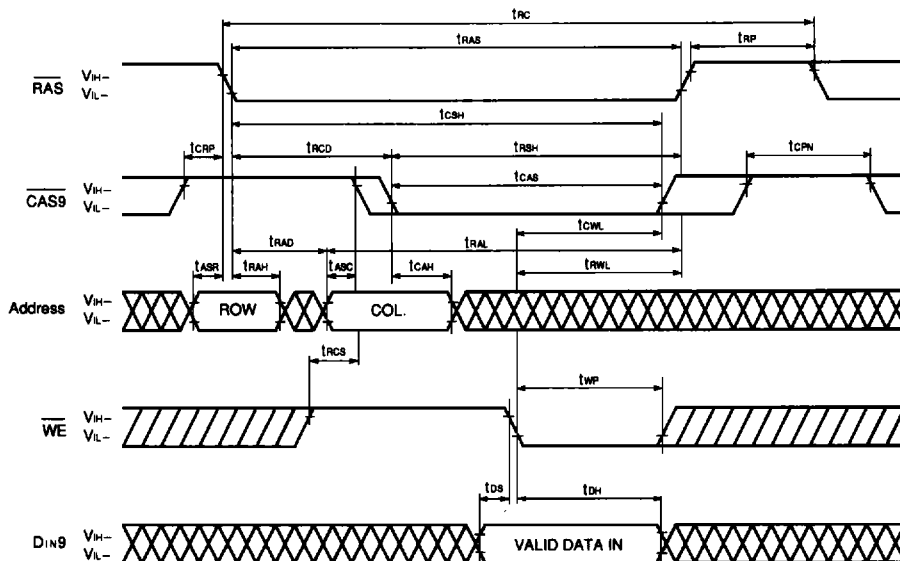 tRC
tRAS tRP
RAS VIH–
VIL–
tCSH
tCRP tRCD tRSH tCPN
tCAS
CAS9 VIH–
VIL–
tCWL
tRAD tRAL
tASR tRAH tASC tCAH tRWL
Address VIH–
VIL–
ROW COL.
tRCS
tWP
WE VIH–
VIL–
tDS tDH
DIN9 VIH–
VIL–
VALID DATA IN